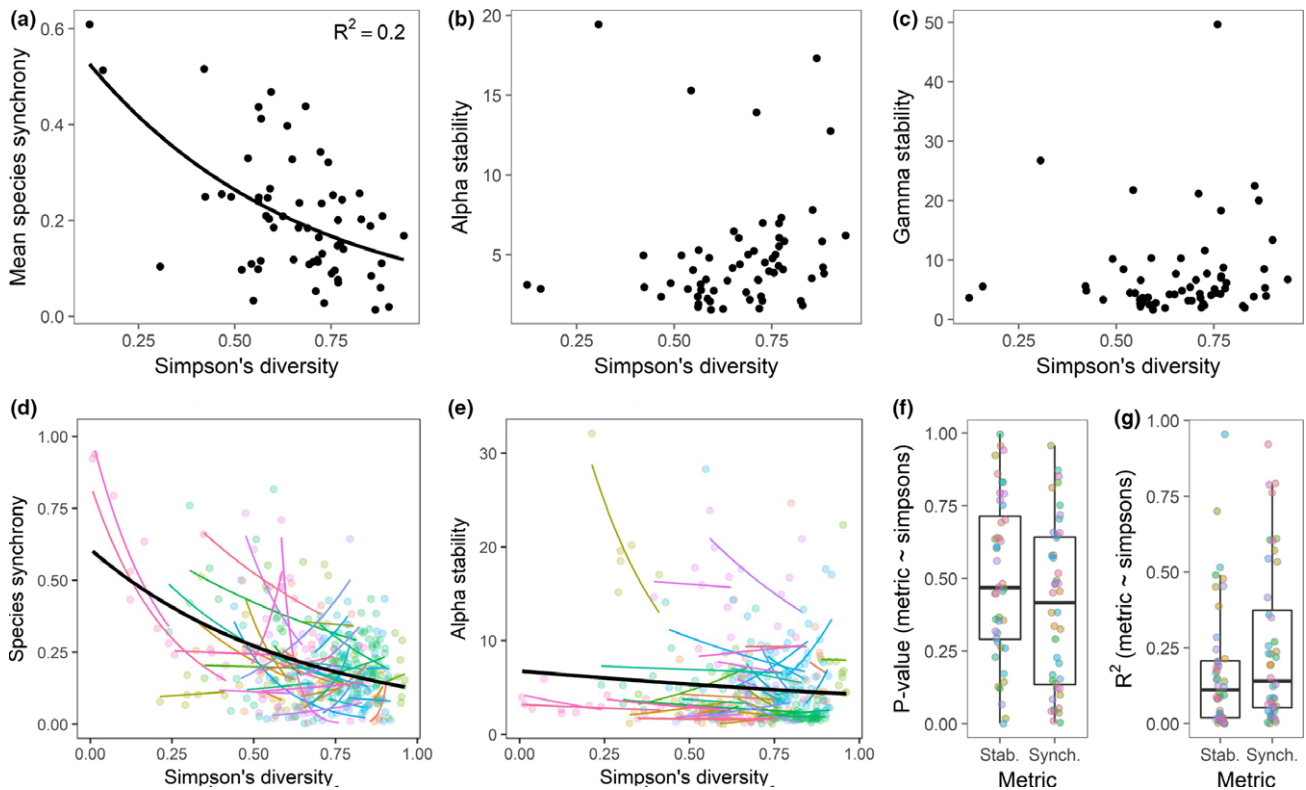 (a)
R² = 0.2
Mean species synchrony
0.6
0.4
0.2
0.0
0.25 0.50 0.75
Simpson's diversity
(b)
Alpha stability
20
15
10
5
0.25 0.50 0.75
Simpson's diversity
(c)
Gamma stability
50
40
30
20
10
0
0.25 0.50 0.75
Simpson's diversity
(d)
Species synchrony
1.00
0.75
0.50
0.25
0.00
0.00 0.25 0.50 0.75 1.00
Simpson's diversity
(e)
Alpha stability
30
20
10
0
0.00 0.25 0.50 0.75 1.00
Simpson's diversity
(f)
P-value (metric ~ simpsons)
1.00
0.75
0.50
0.25
0.00
Stab. Synch.
Metric
(g)
R² (metric ~ simpsons)
1.00
0.75
0.50
0.25
0.00
Stab. Synch.
Metric